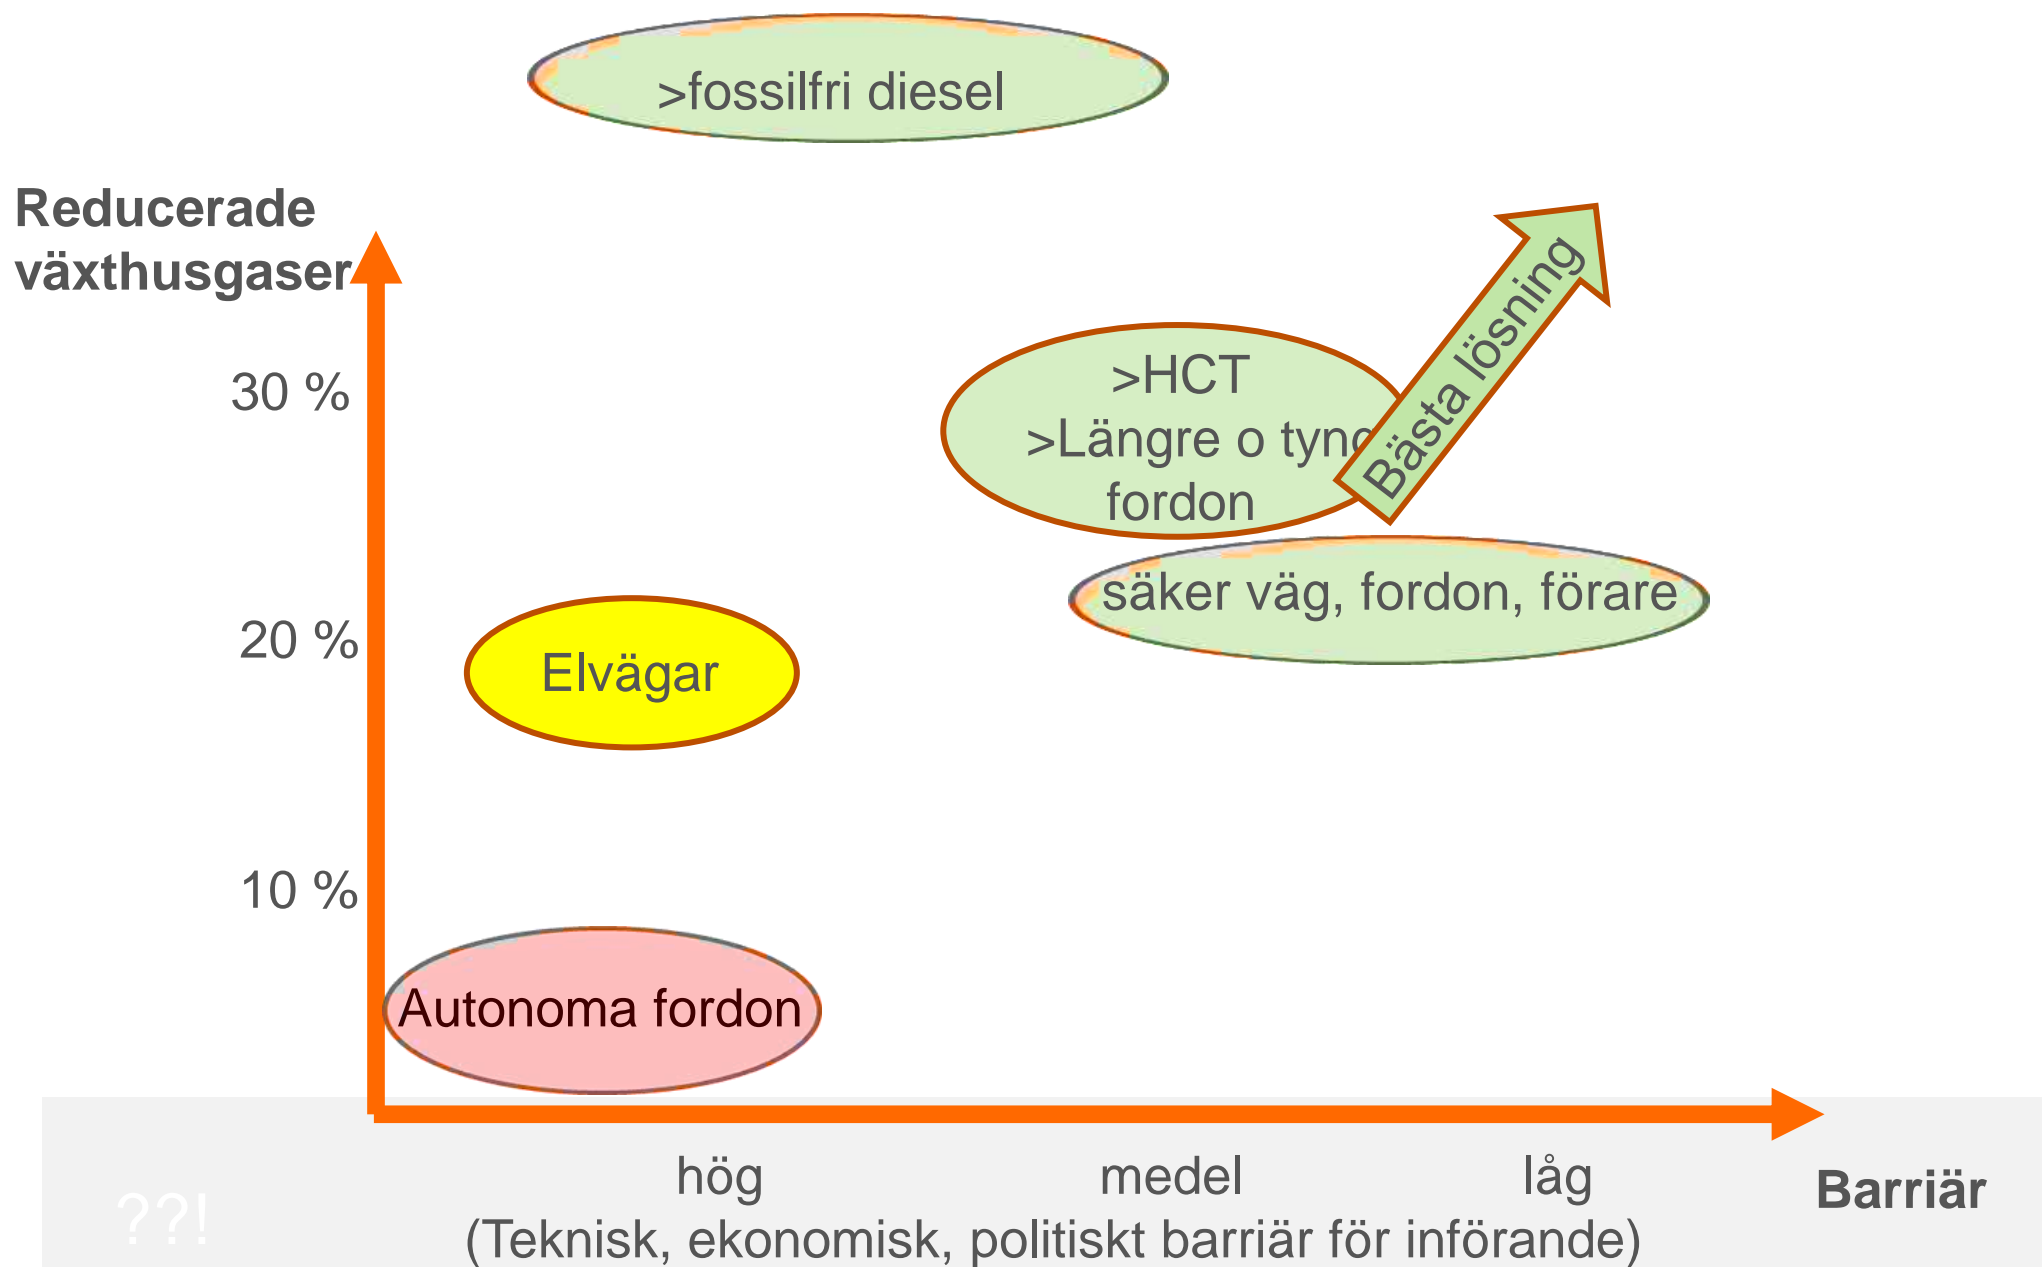 >fossilfri diesel
Reducerade
växthusgaser
30 %
>HCT
>Längre o tyng
fordon
Bästa lösning
säker väg, fordon, förare
20 %
Elvägar
10 %
Autonoma fordon
hög
medel
låg
Barriär
(Teknisk, ekonomisk, politiskt barriär för införande)
??!